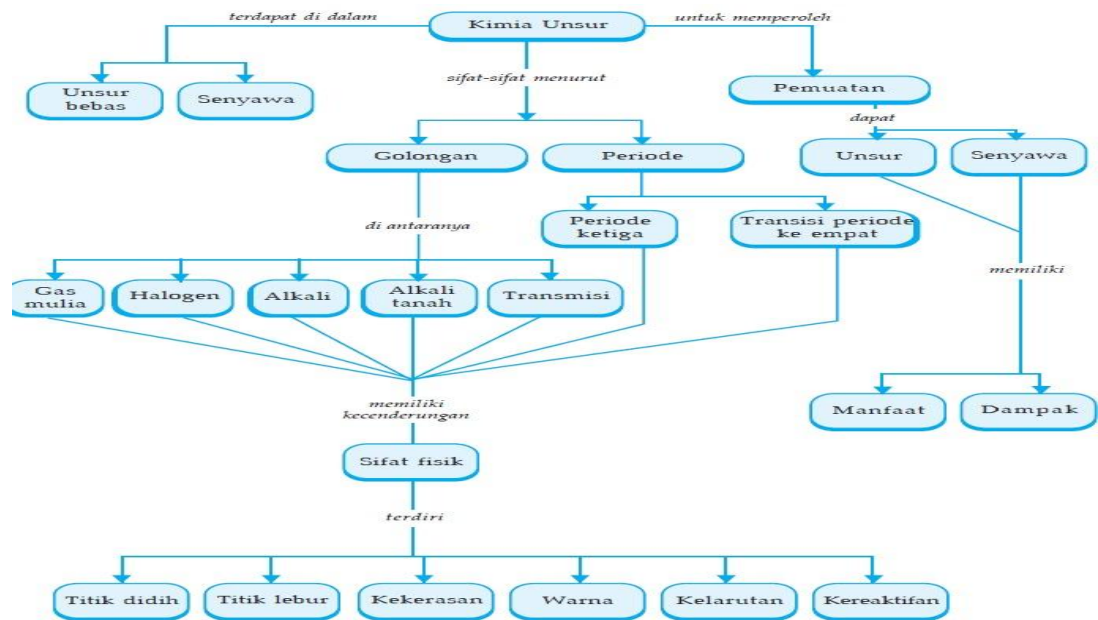 terdapat di dalam
Kimia Unsur
untuk memperoleh
Unsur
bebas
Senyawa
sifat-sifat menurut
Pemuatan
dapat
Golongan
Periode
Unsur
Senyawa
di antaranya
Periode
ketiga
Transisi periode
ke empat
memiliki
Gas
mulia
Halogen
Alkali
Alkali
tanah
Transmisi
memiliki
kecenderungan
Manfaat
Dampak
Sifat fisik
terdiri
Titik didih
Titik lebur
Kekerasan
Warna
Kelarutan
Kereaktifan